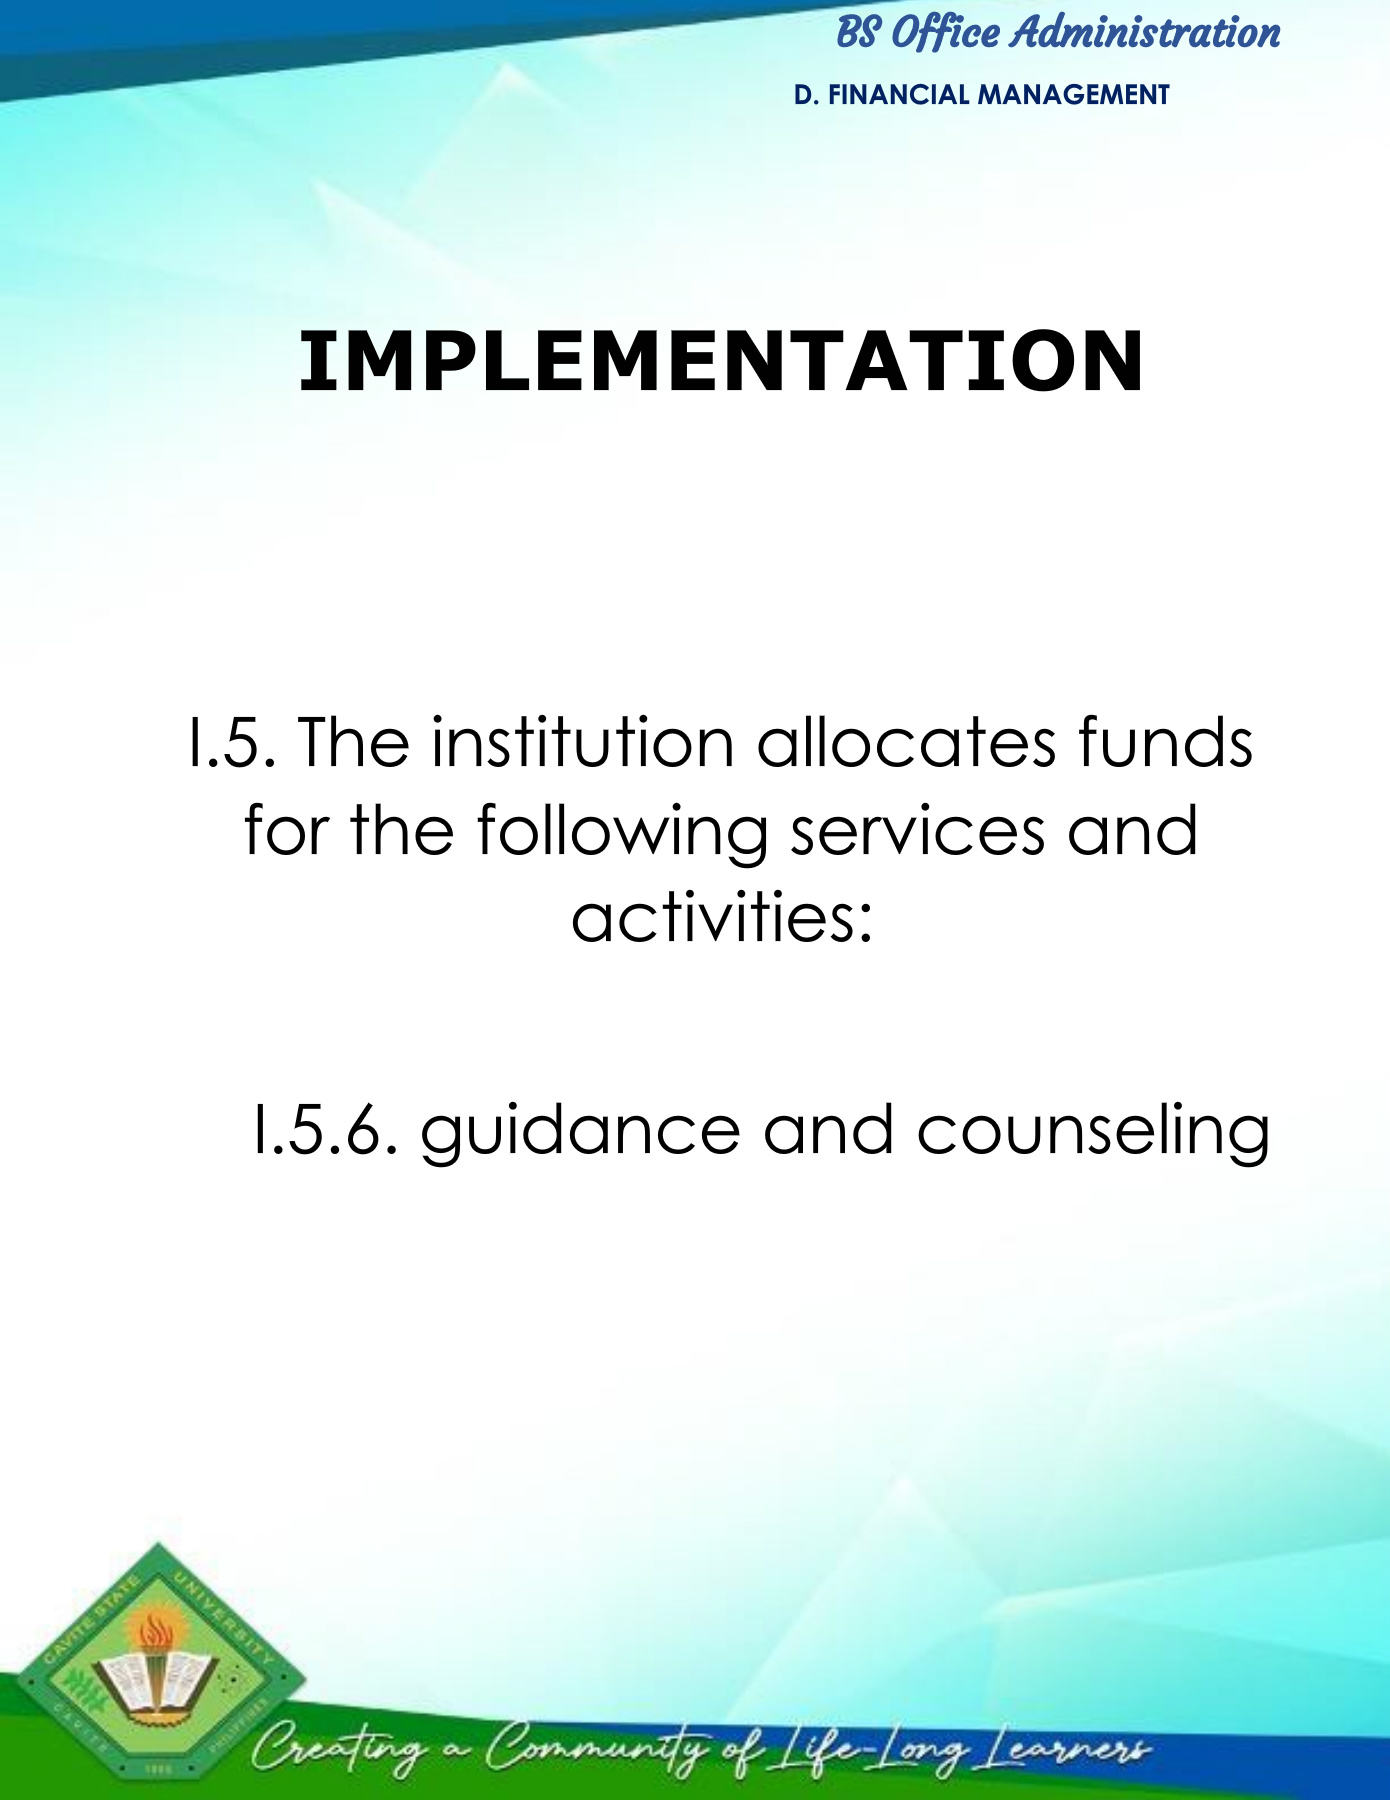 BS Office Administration
D. FINANCIAL MANAGEMENT
IMPLEMENTATION
I.5. The institution allocates funds
for the following services and
activities:
I.5.6. guidance and counseling
CAVITE STATE UNIVERSITY
CAVITE PHILIPPINES
1906
Creating a Community of Life-Long Learners